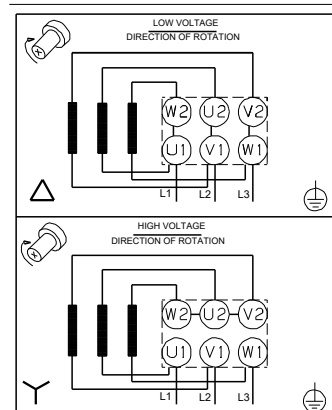 LOW VOLTAGE
DIRECTION OF ROTATION
W2 U2 V2
U1 V1 W1
L1 L2 L3
HIGH VOLTAGE
DIRECTION OF ROTATION
W2 U2 V2
U1 V1 W1
L1 L2 L3